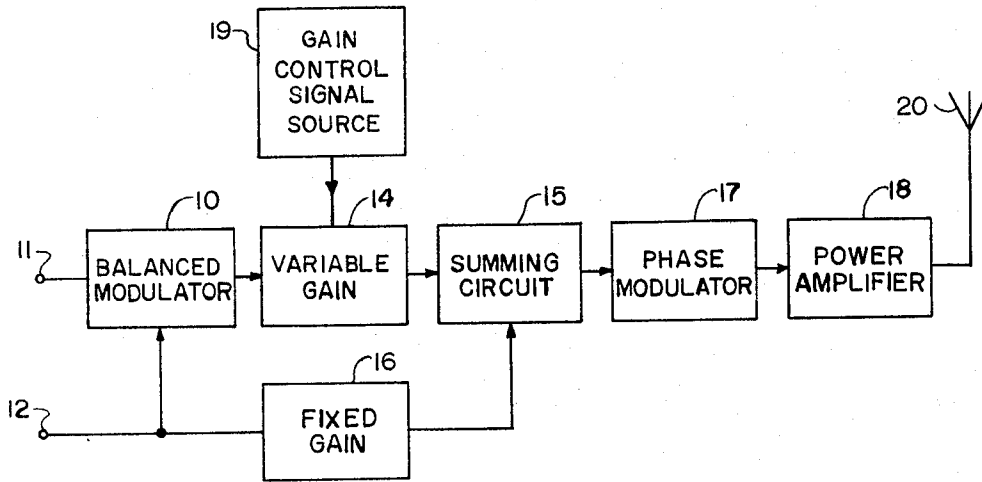 19
GAIN
CONTROL
SIGNAL
SOURCE
20
10
14
15
17
18
11
BALANCED
MODULATOR
VARIABLE
GAIN
SUMMING
CIRCUIT
PHASE
MODULATOR
POWER
AMPLIFIER
16
12
FIXED
GAIN